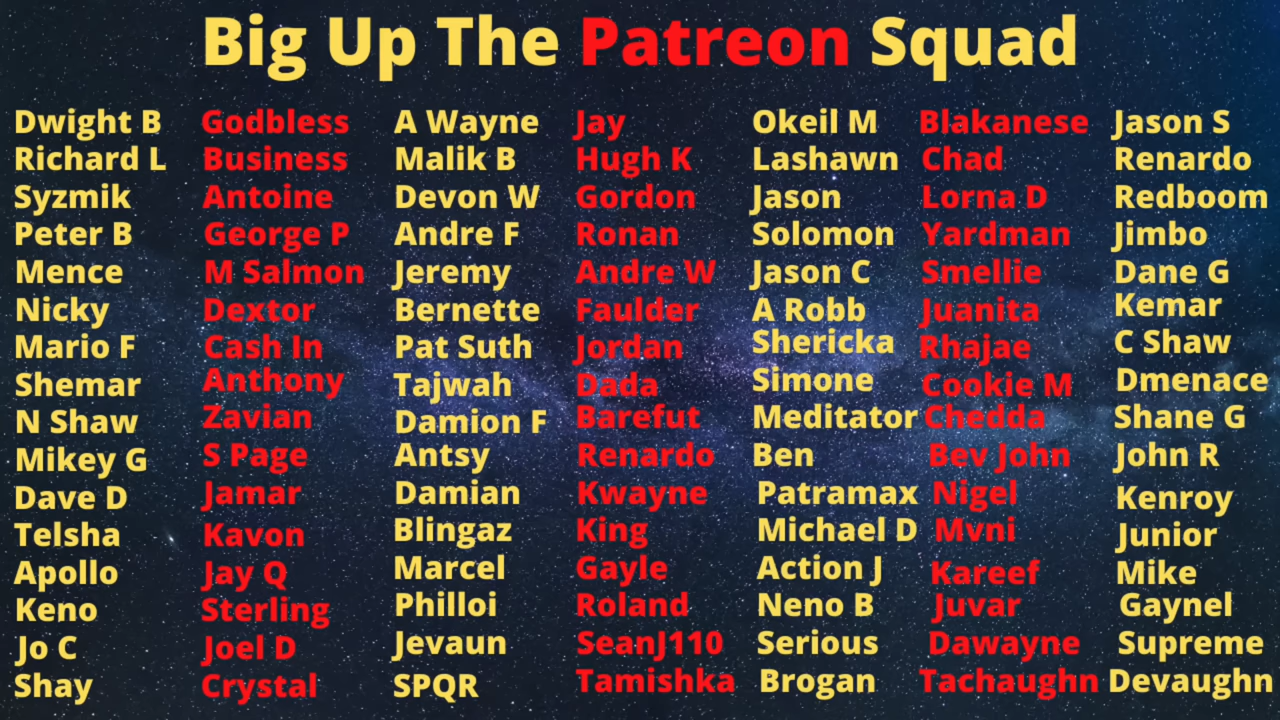 Big Up The Patreon Squad
Dwight B Godbless A Wayne Jay Okeil M Blakanese Jason S
Richard L Business Malik B Hugh K Lashawn Chad Renardo
Syzmik Antoine Devon W Gordon Jason Lorna D Redboom
Peter B George P Andre F Ronan Solomon Yardman Jimbo
Mence M Salmon Jeremy Andre W Jason C Smellie Dane G
Nicky Dextor Bernette Faulder A Robb Juanita Kemar
Mario F Cash In Pat Suth Jordan Shericka Rhajae C Shaw
Shemar Anthony Tajwah Dada Simone Cookie M Dmenace
N Shaw Zavian Damion F Barefut Meditator Chedda Shane G
Mikey G S Page Antsy Renardo Ben Bev John John R
Dave D Jamar Damian Kwayne Patramax Nigel Kenroy
Telsha Kavon Blingaz King Michael D Mvni Junior
Apollo Jay Q Marcel Gayle Action J Kareef Mike
Keno Sterling Philloi Roland Neno B Juvar Gaynel
Jo C Joel D Jevaun SeanJ110 Serious Dawayne Supreme
Shay Crystal SPQR Tamishka Brogan Tachaughn Devaughn